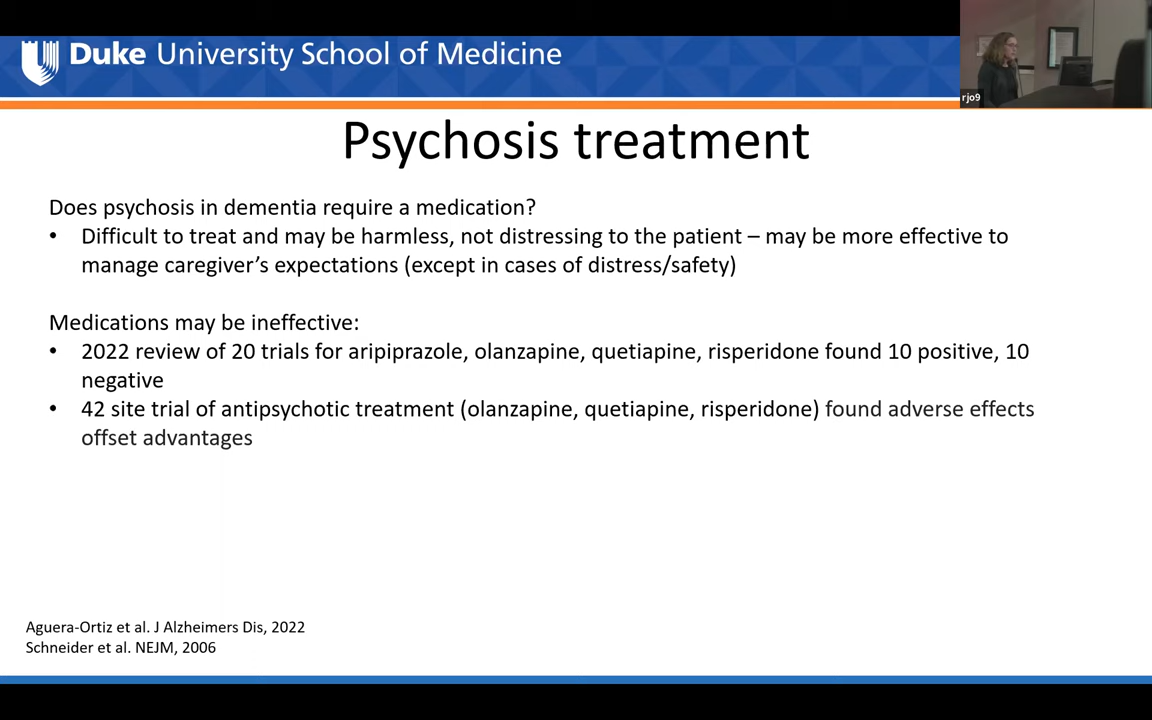 Duke University School of Medicine
rjo9
Psychosis treatment
Does psychosis in dementia require a medication?
• Difficult to treat and may be harmless, not distressing to the patient – may be more effective to
manage caregiver's expectations (except in cases of distress/safety)
Medications may be ineffective:
• 2022 review of 20 trials for aripiprazole, olanzapine, quetiapine, risperidone found 10 positive, 10
negative
• 42 site trial of antipsychotic treatment (olanzapine, quetiapine, risperidone) found adverse effects
offset advantages
Aguera-Ortiz et al. J Alzheimers Dis, 2022
Schneider et al. NEJM, 2006